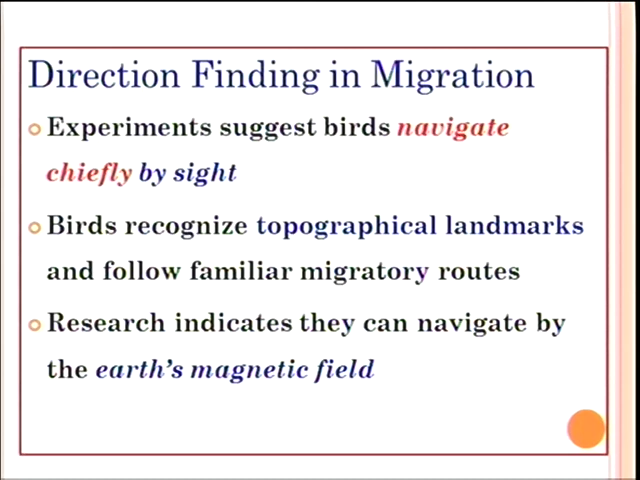 Direction Finding in Migration
Experiments suggest birds navigate
chiefly by sight
Birds recognize topographical landmarks
and follow familiar migratory routes
Research indicates they can navigate by
the earth's magnetic field